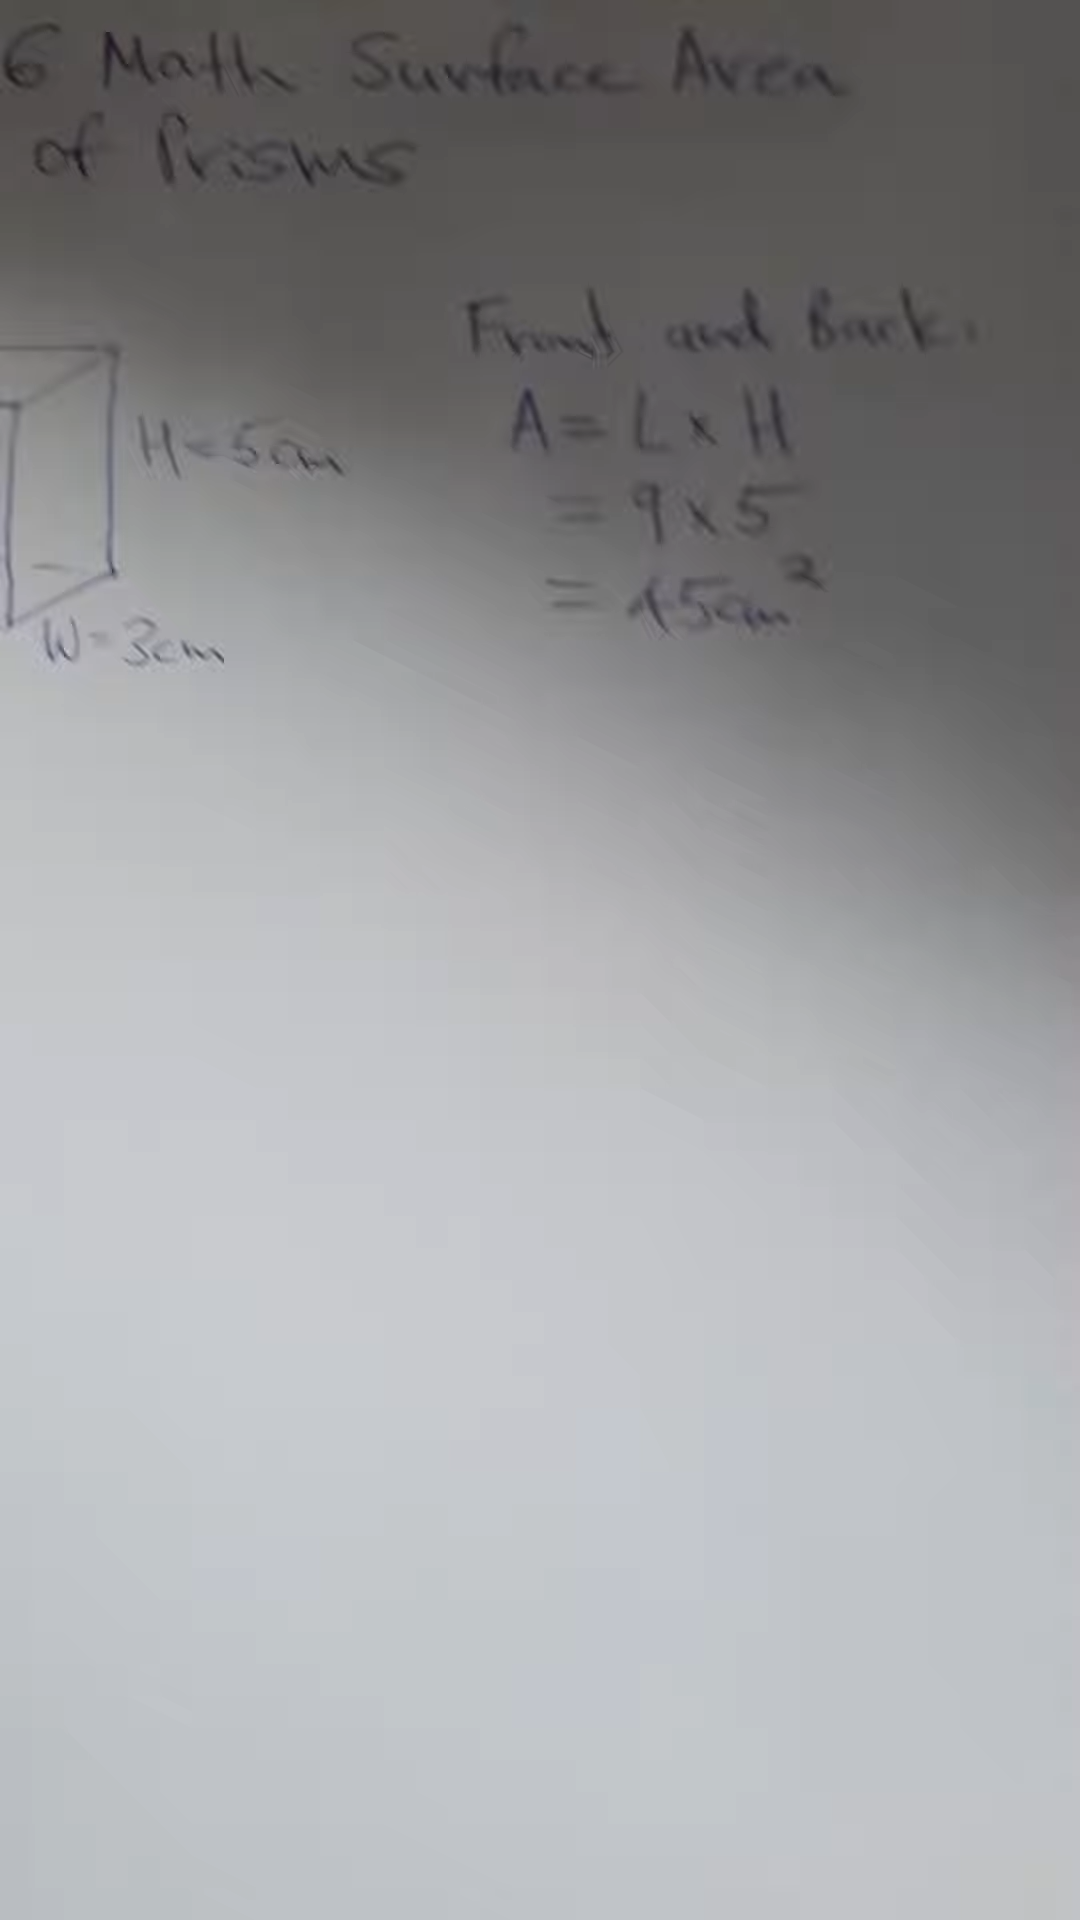 6 Math Surface Area
of Prisms
Front and Back.
H=5cm
A = L x H
= 9 x 5
= 45cm²
W=3cm